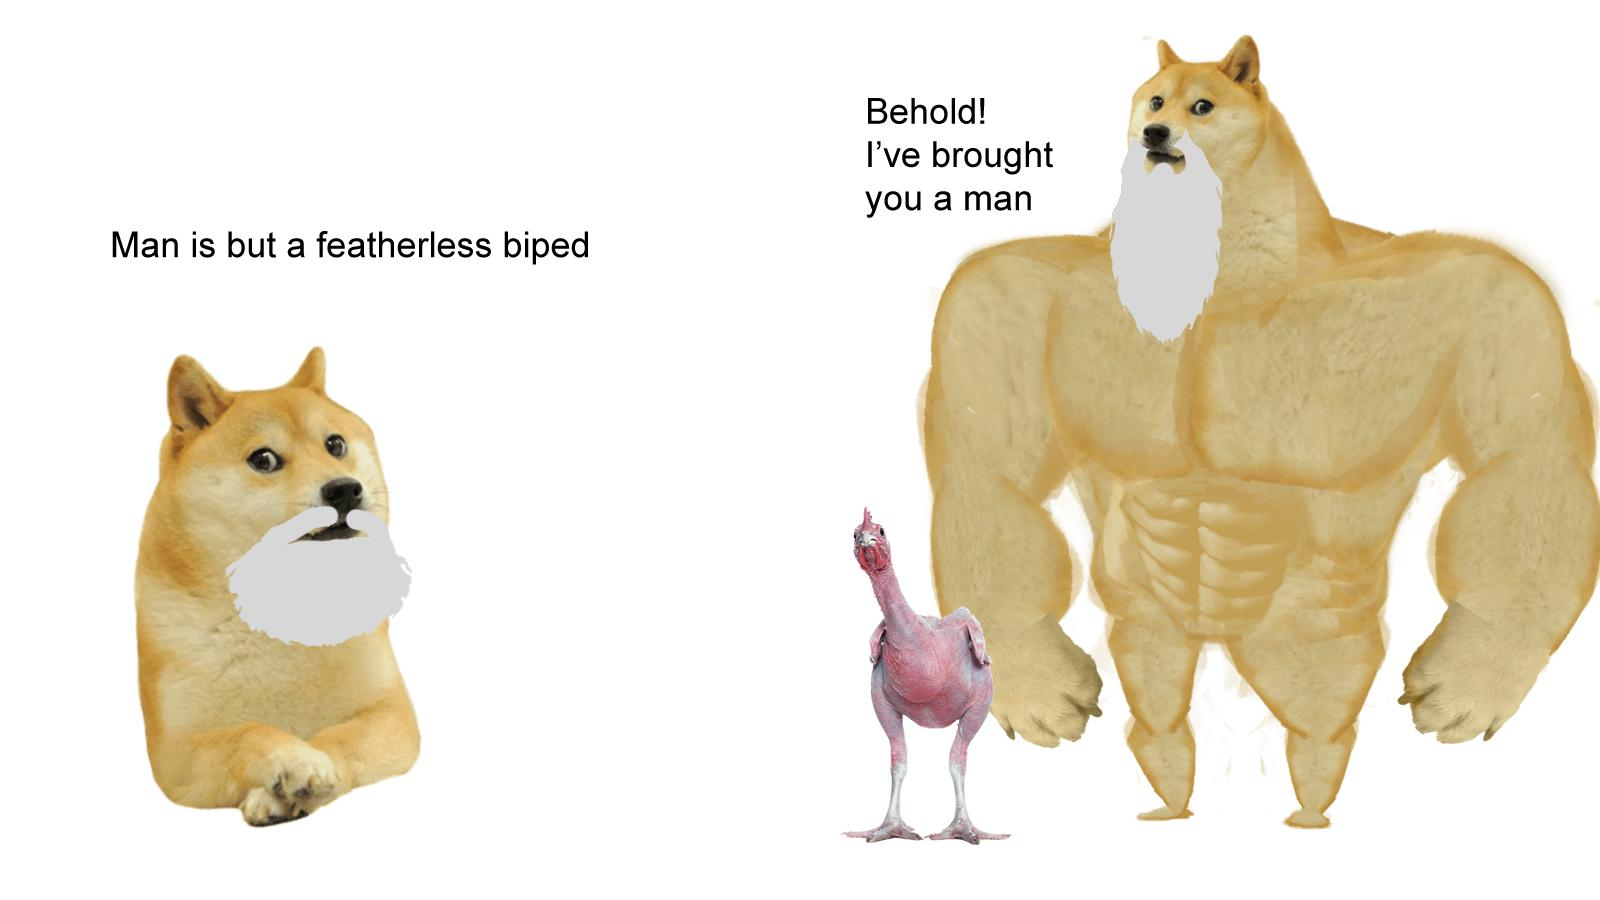 Man is but a featherless biped
Behold!
I’ve brought
you a man